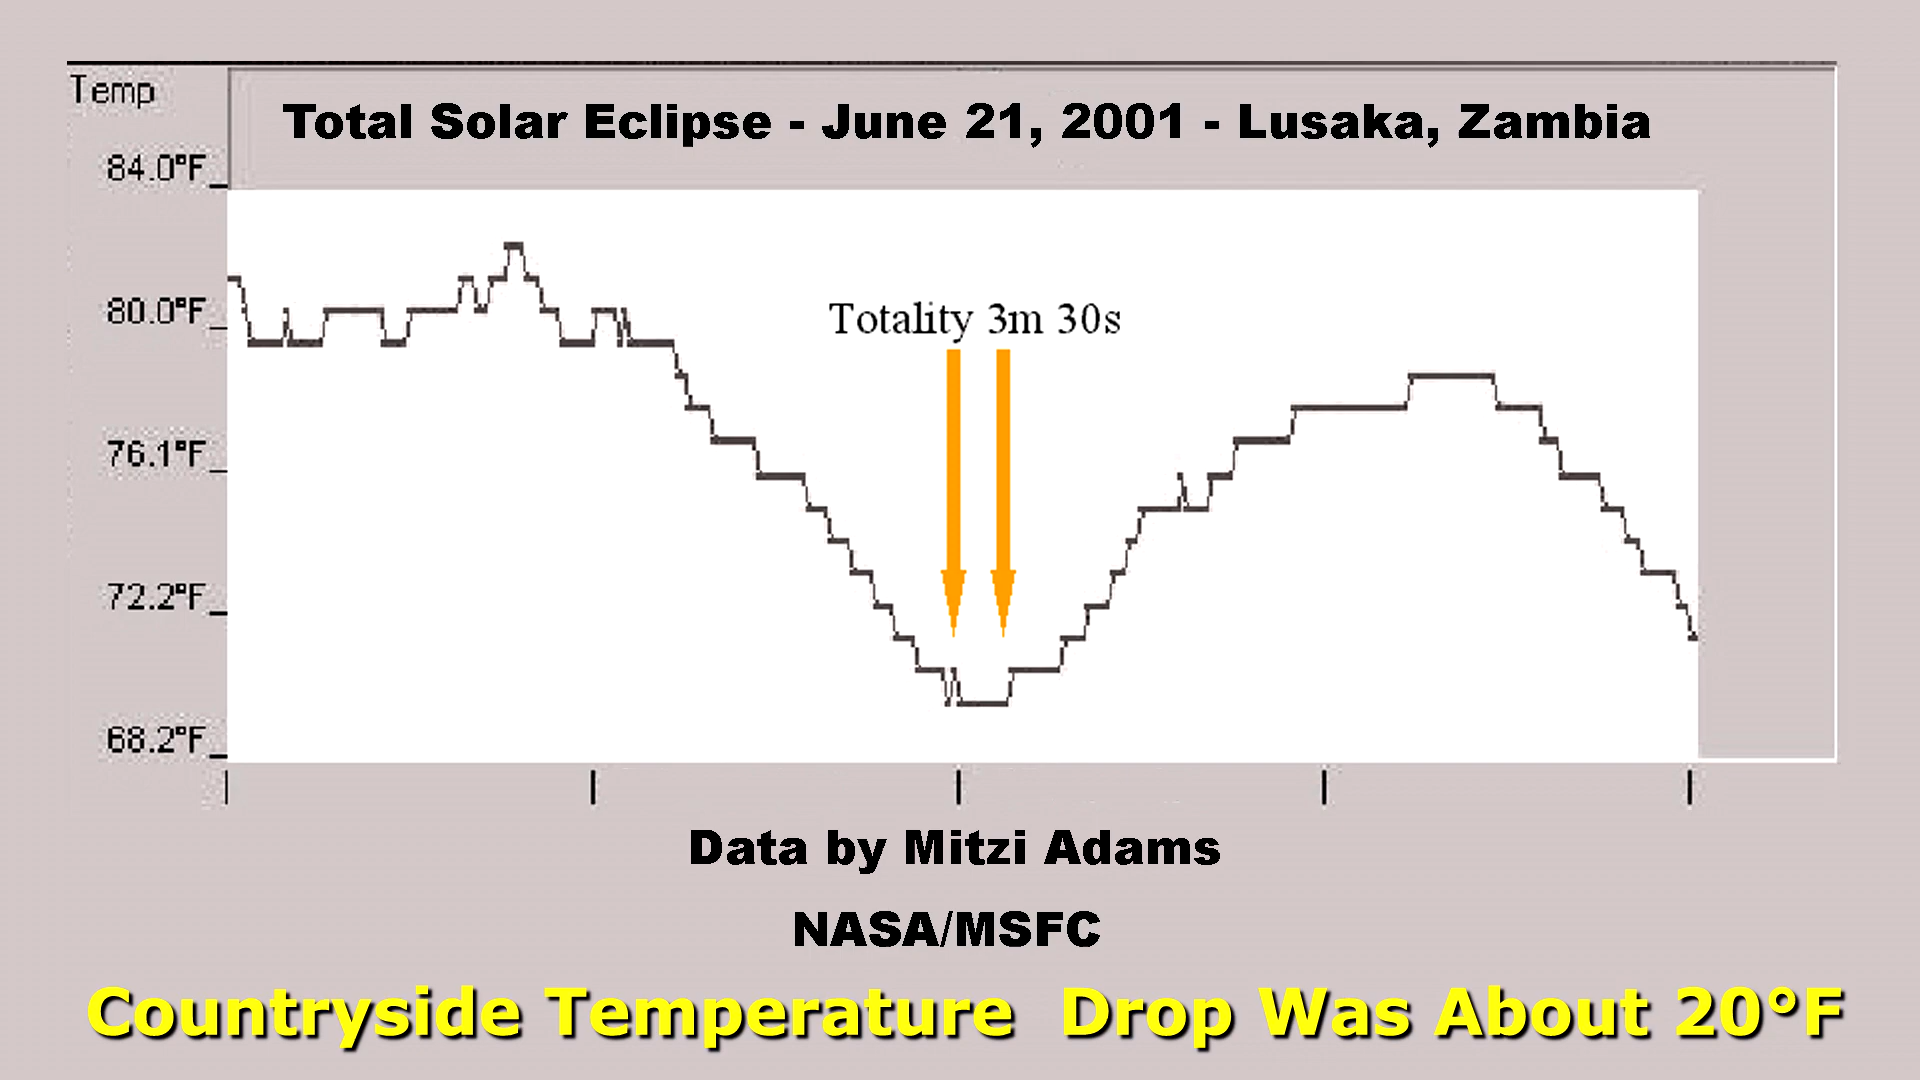 Temp
Total Solar Eclipse - June 21, 2001 - Lusaka, Zambia
84.0°F
80.0°F
Totality 3m 30s
76.1°F
72.2°F
68.2°F
Data by Mitzi Adams
NASA/MSFC
Countryside Temperature Drop Was About 20°F